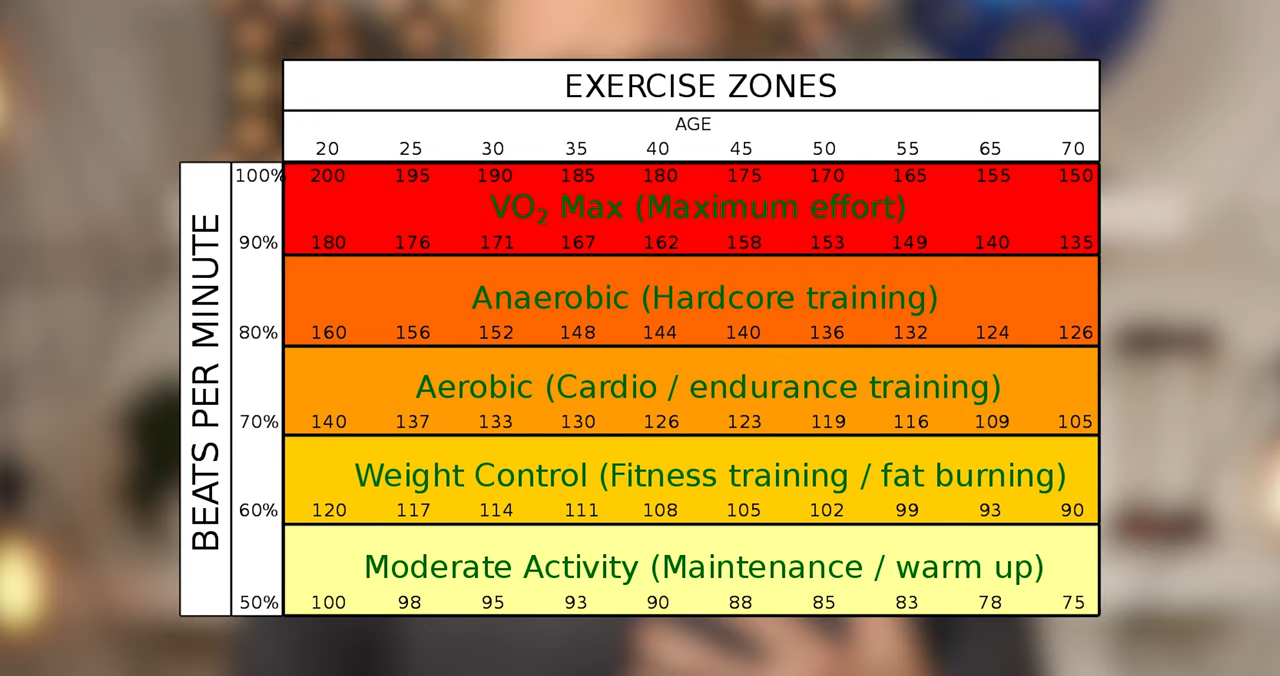 EXERCISE ZONES
AGE
20 25 30 35 40 45 50 55 65 70
BEATS PER MINUTE
100% 200 195 190 185 180 175 170 165 155 150
VO₂ Max (Maximum effort)
90% 180 176 171 167 162 158 153 149 140 135
Anaerobic (Hardcore training)
80% 160 156 152 148 144 140 136 132 124 126
Aerobic (Cardio / endurance training)
70% 140 137 133 130 126 123 119 116 109 105
Weight Control (Fitness training / fat burning)
60% 120 117 114 111 108 105 102 99 93 90
Moderate Activity (Maintenance / warm up)
50% 100 98 95 93 90 88 85 83 78 75